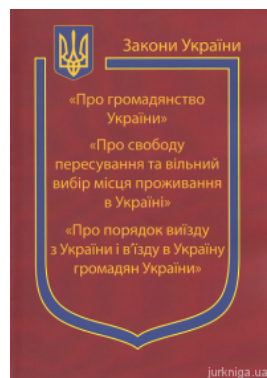 Закони України
«Про громадянство
України»
«Про свободу
пересування та вільний
вибір місця проживання
в Україні»
«Про порядок виїзду
з України і в’їзду в Україну
громадян України»
jurkniga.ua